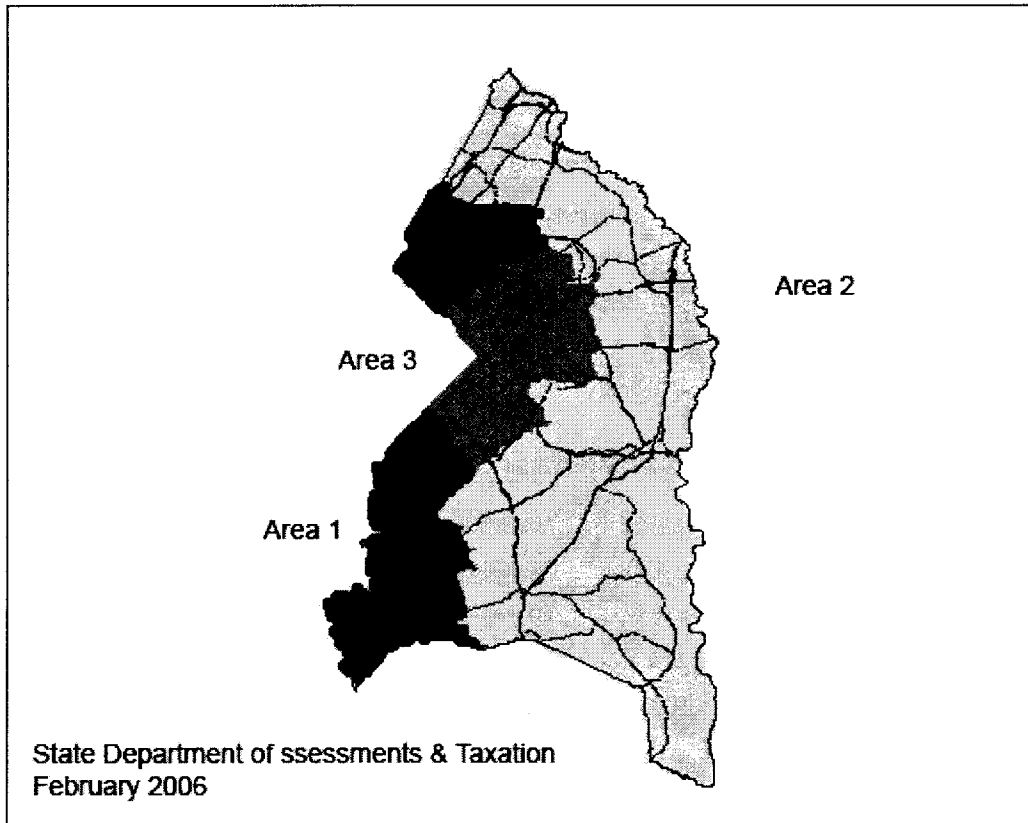 Area 2
Area 3
Area 1
State Department of ssessments & Taxation
February 2006